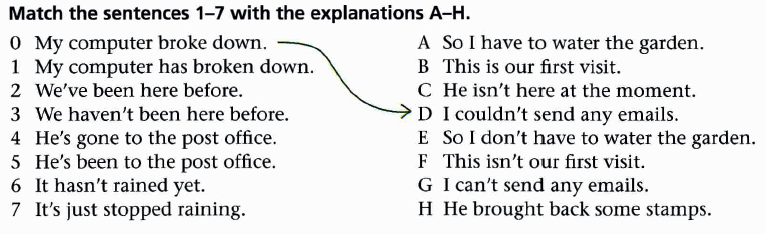 Match the sentences 1–7 with the explanations A–H.
0 My computer broke down. A So I have to water the garden.
1 My computer has broken down. B This is our first visit.
2 We've been here before. C He isn't here at the moment.
3 We haven't been here before. D I couldn't send any emails.
4 He's gone to the post office. E So I don't have to water the garden.
5 He's been to the post office. F This isn't our first visit.
6 It hasn't rained yet. G I can't send any emails.
7 It's just stopped raining. H He brought back some stamps.